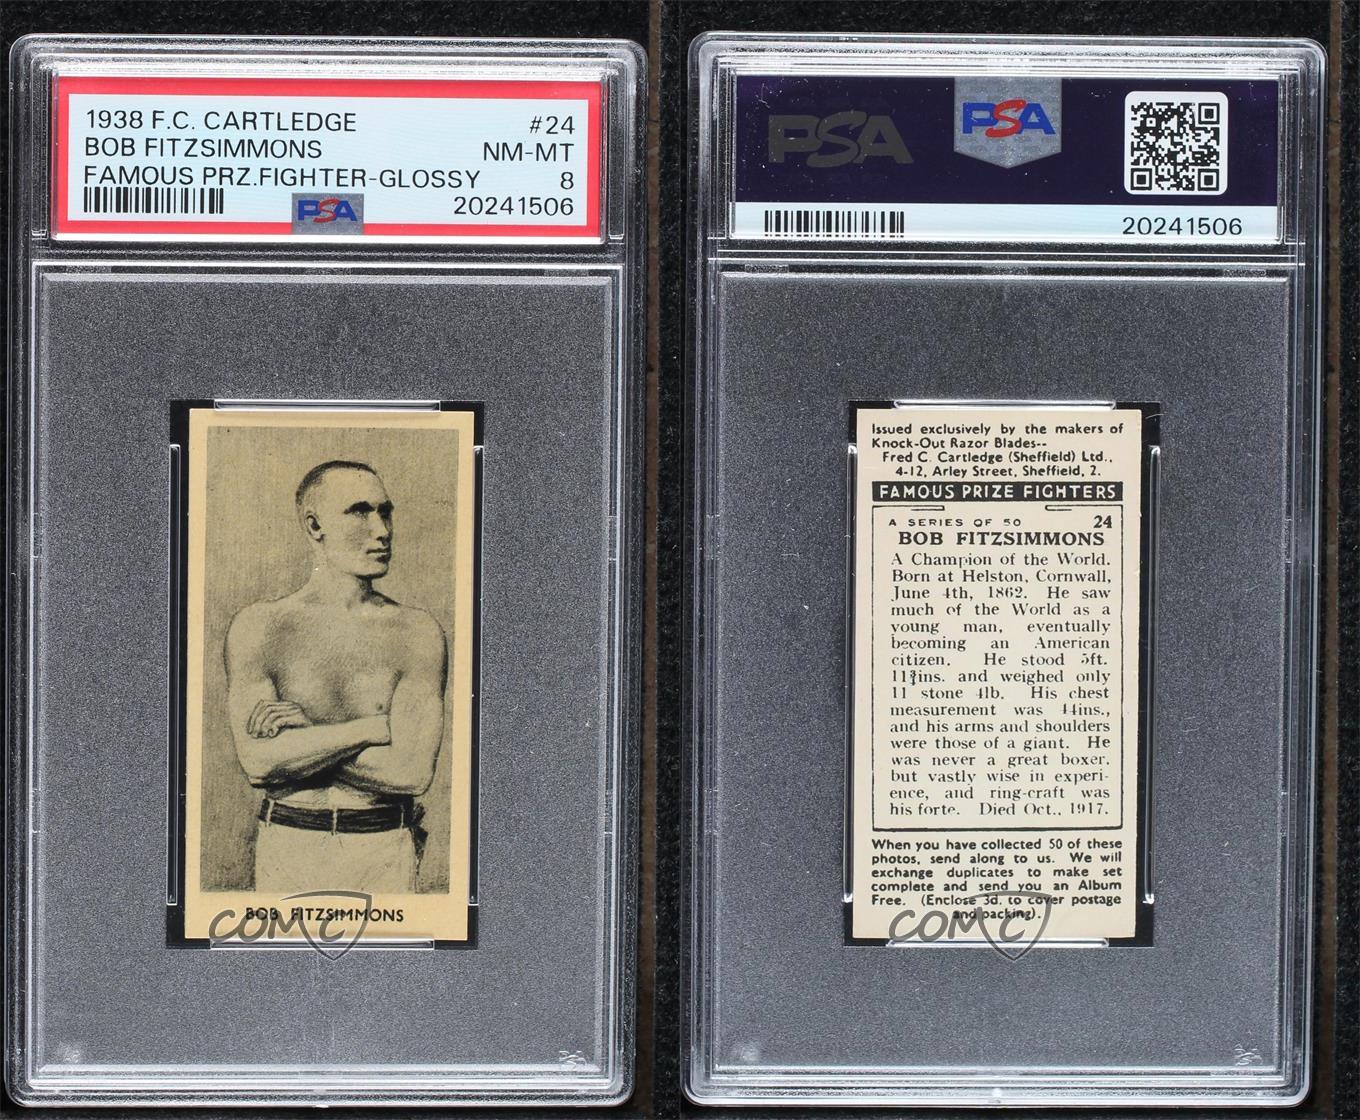 1938 F.C. CARTLEDGE #24
BOB FITZSIMMONS NM-MT
FAMOUS PRZ.FIGHTER-GLOSSY 8
PSA 20241506
BOB FITZSIMMONS
COMC
PSA
PSA
20241506
Issued exclusively by the makers of
Knock-Out Razor Blades--
Fred C. Cartledge (Sheffield) Ltd.,
4-12, Arley Street, Sheffield, 2.
FAMOUS PRIZE FIGHTERS
A SERIES OF 50 24
BOB FITZSIMMONS
A Champion of the World.
Born at Helston, Cornwall,
June 4th, 1862. He saw
much of the World as a
young man, eventually
becoming an American
citizen. He stood 5ft.
11¾ins. and weighed only
11 stone 4lb. His chest
measurement was 44ins.,
and his arms and shoulders
were those of a giant. He
was never a great boxer,
but vastly wise in experi-
ence, and ring-craft was
his forte. Died Oct., 1917.
When you have collected 50 of these
photos, send along to us. We will
exchange duplicates to make set
complete and send you an Album
Free. (Enclose 3d. to cover postage
and packing).
COMC